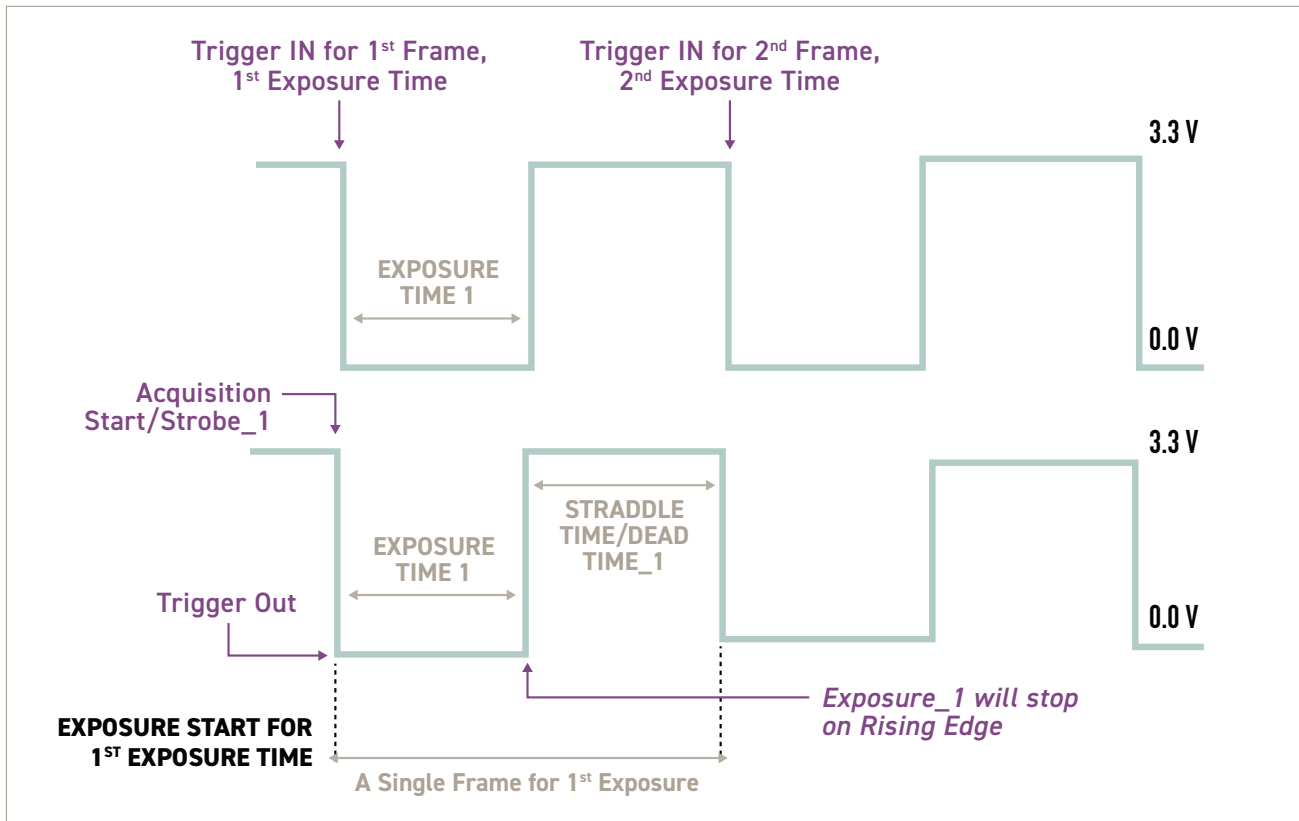 Trigger IN for 1st Frame,
1st Exposure Time
Trigger IN for 2nd Frame,
2nd Exposure Time
3.3 V
EXPOSURE
TIME 1
0.0 V
Acquisition
Start/Strobe_1
3.3 V
STRADDLE
TIME/DEAD
TIME_1
EXPOSURE
TIME 1
Trigger Out
0.0 V
Exposure_1 will stop
on Rising Edge
EXPOSURE START FOR
1ST EXPOSURE TIME
A Single Frame for 1st Exposure